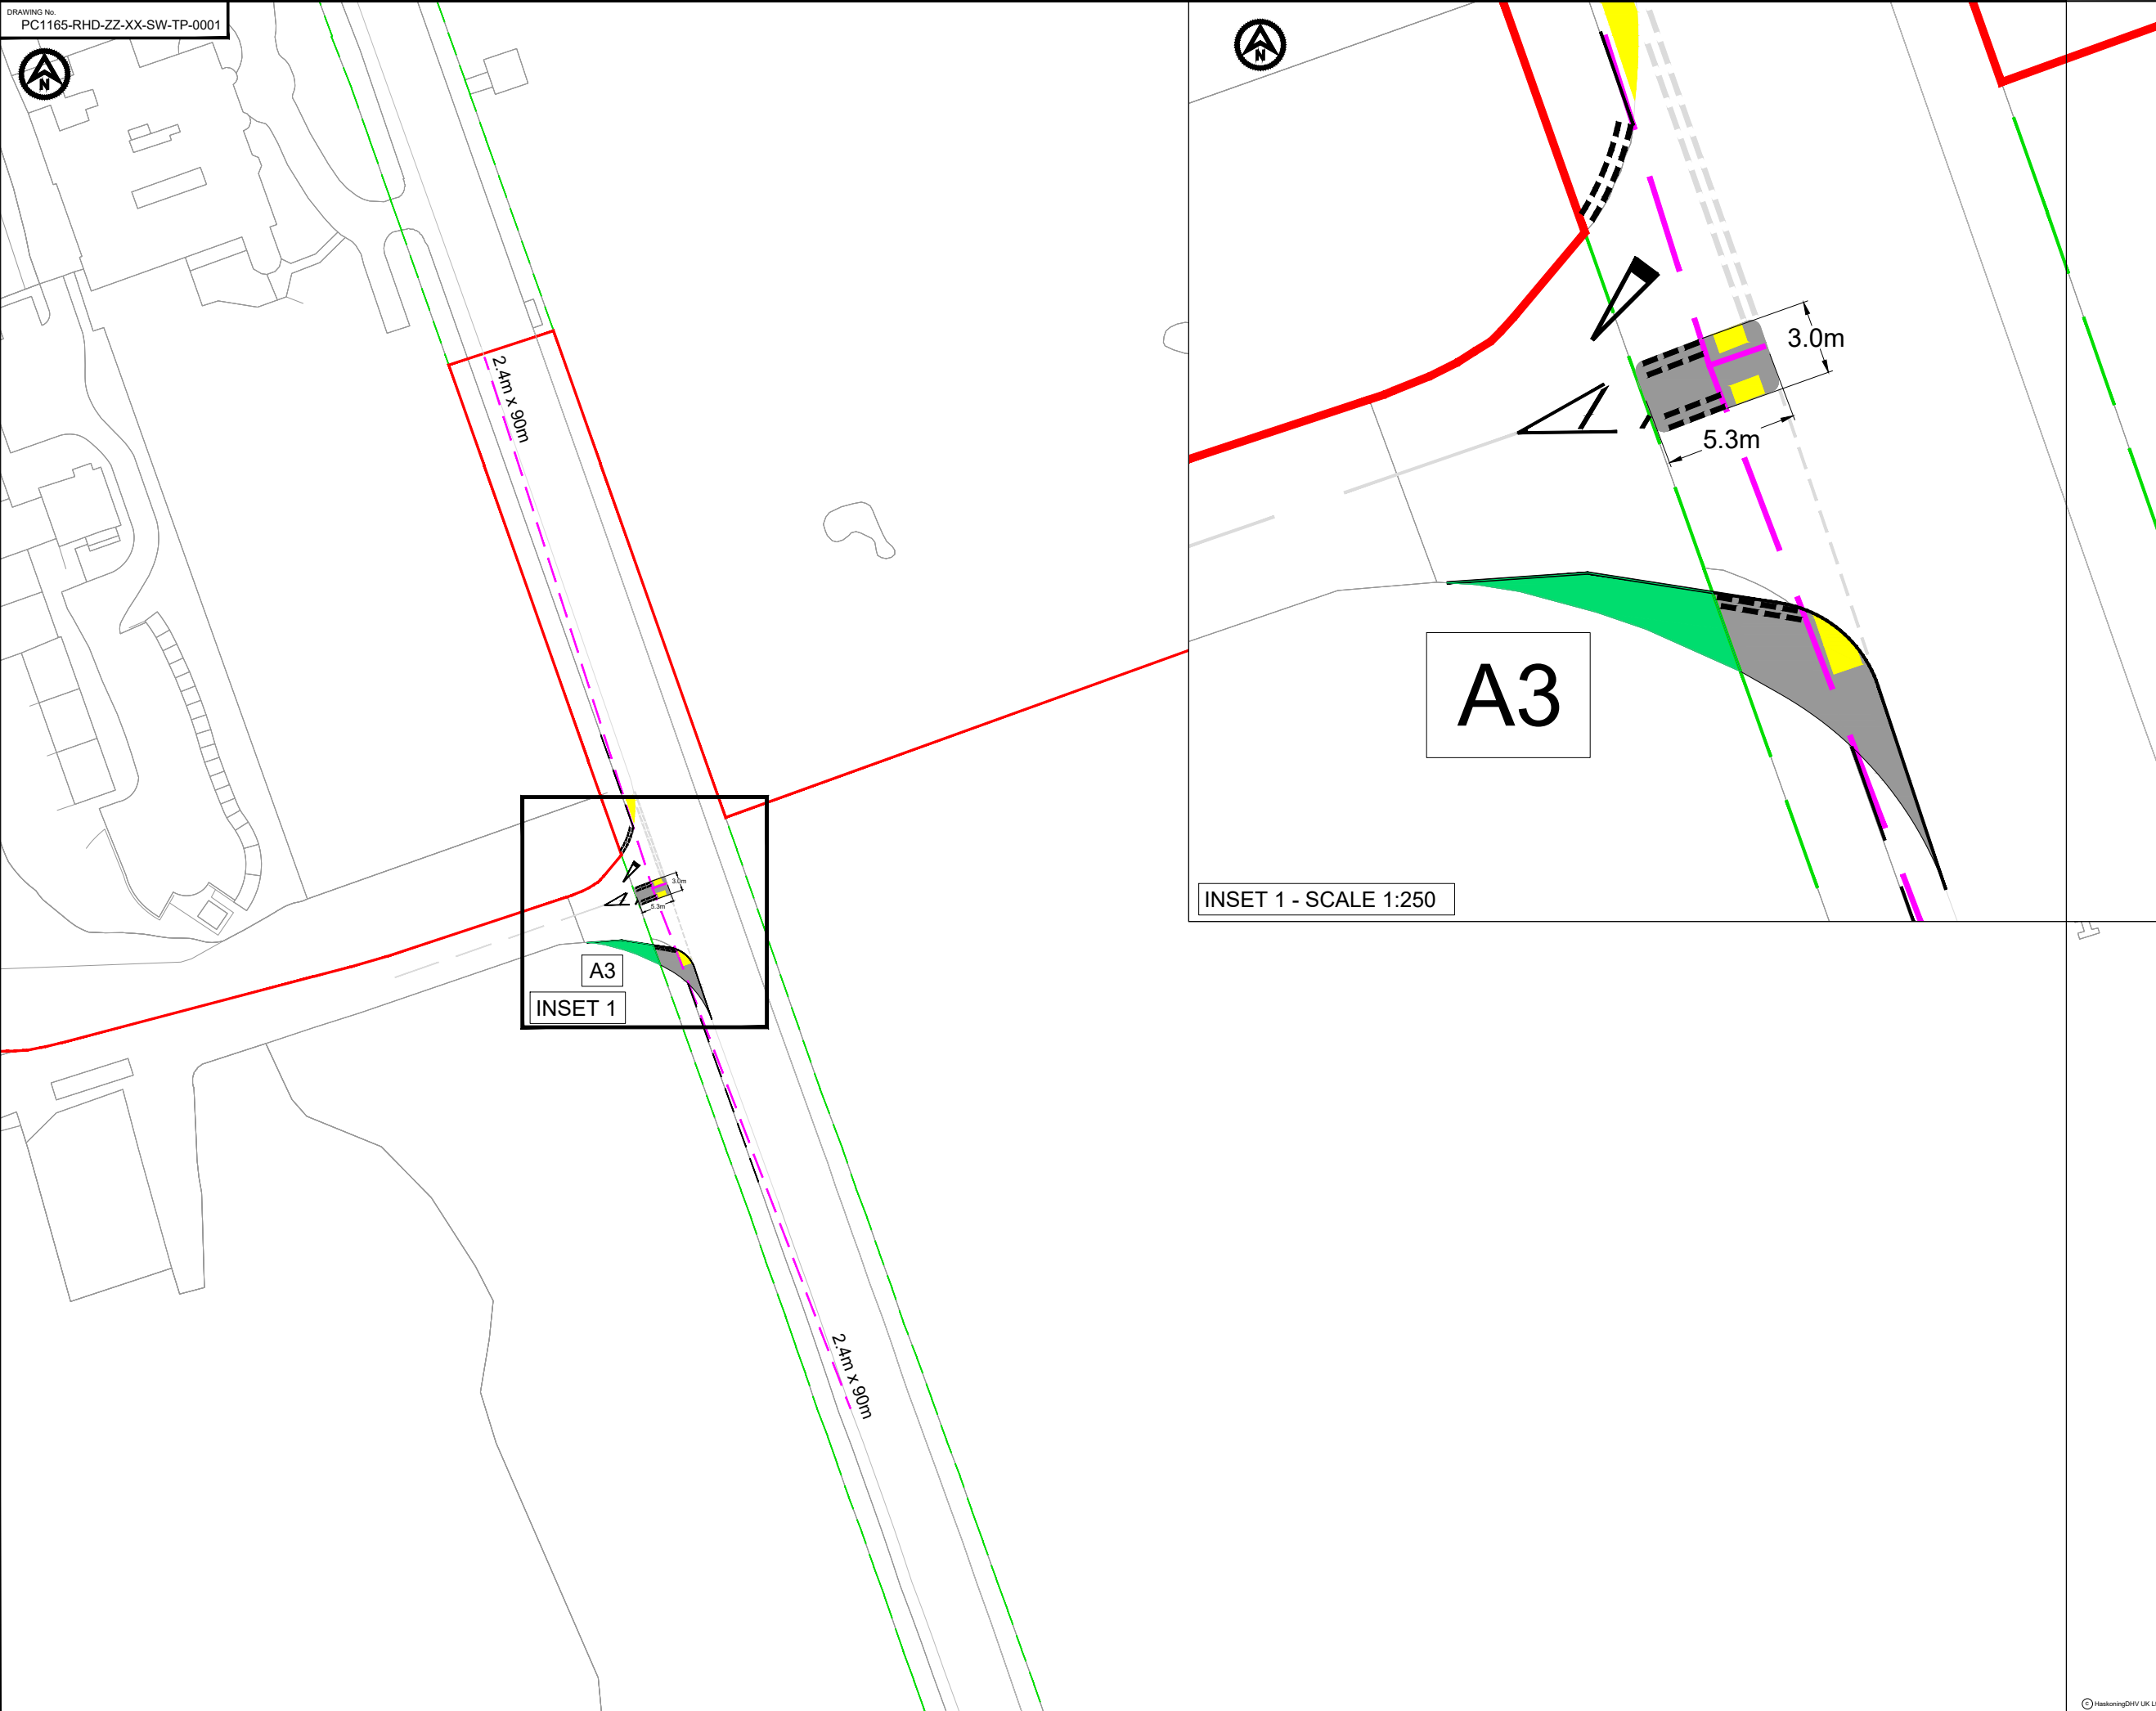 DRAWING No.
PC1165-RHD-ZZ-XX-SW-TP-0001
N
N
2.4m x 90m
3.0m
5.3m
A3
INSET 1 - SCALE 1:250
3.0m
5.3m
A3
INSET 1
2.4m x 90m
© HaskoningDHV UK